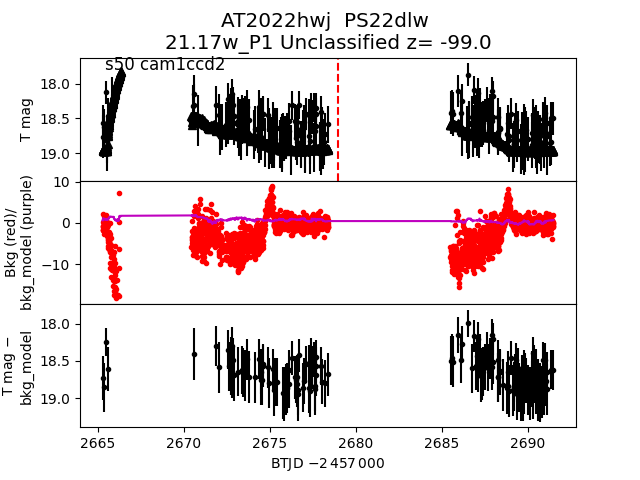 AT2022hwj  PS22dlw
21.17w_P1 Unclassified z= -99.0
s50 cam1ccd2
T mag
18.0
18.5
19.0
Bkg (red)/
bkg_model (purple)
10
0
−10
T mag −
bkg_model
18.0
18.5
19.0
2665
2670
2675
2680
2685
2690
BTJD −2 457 000